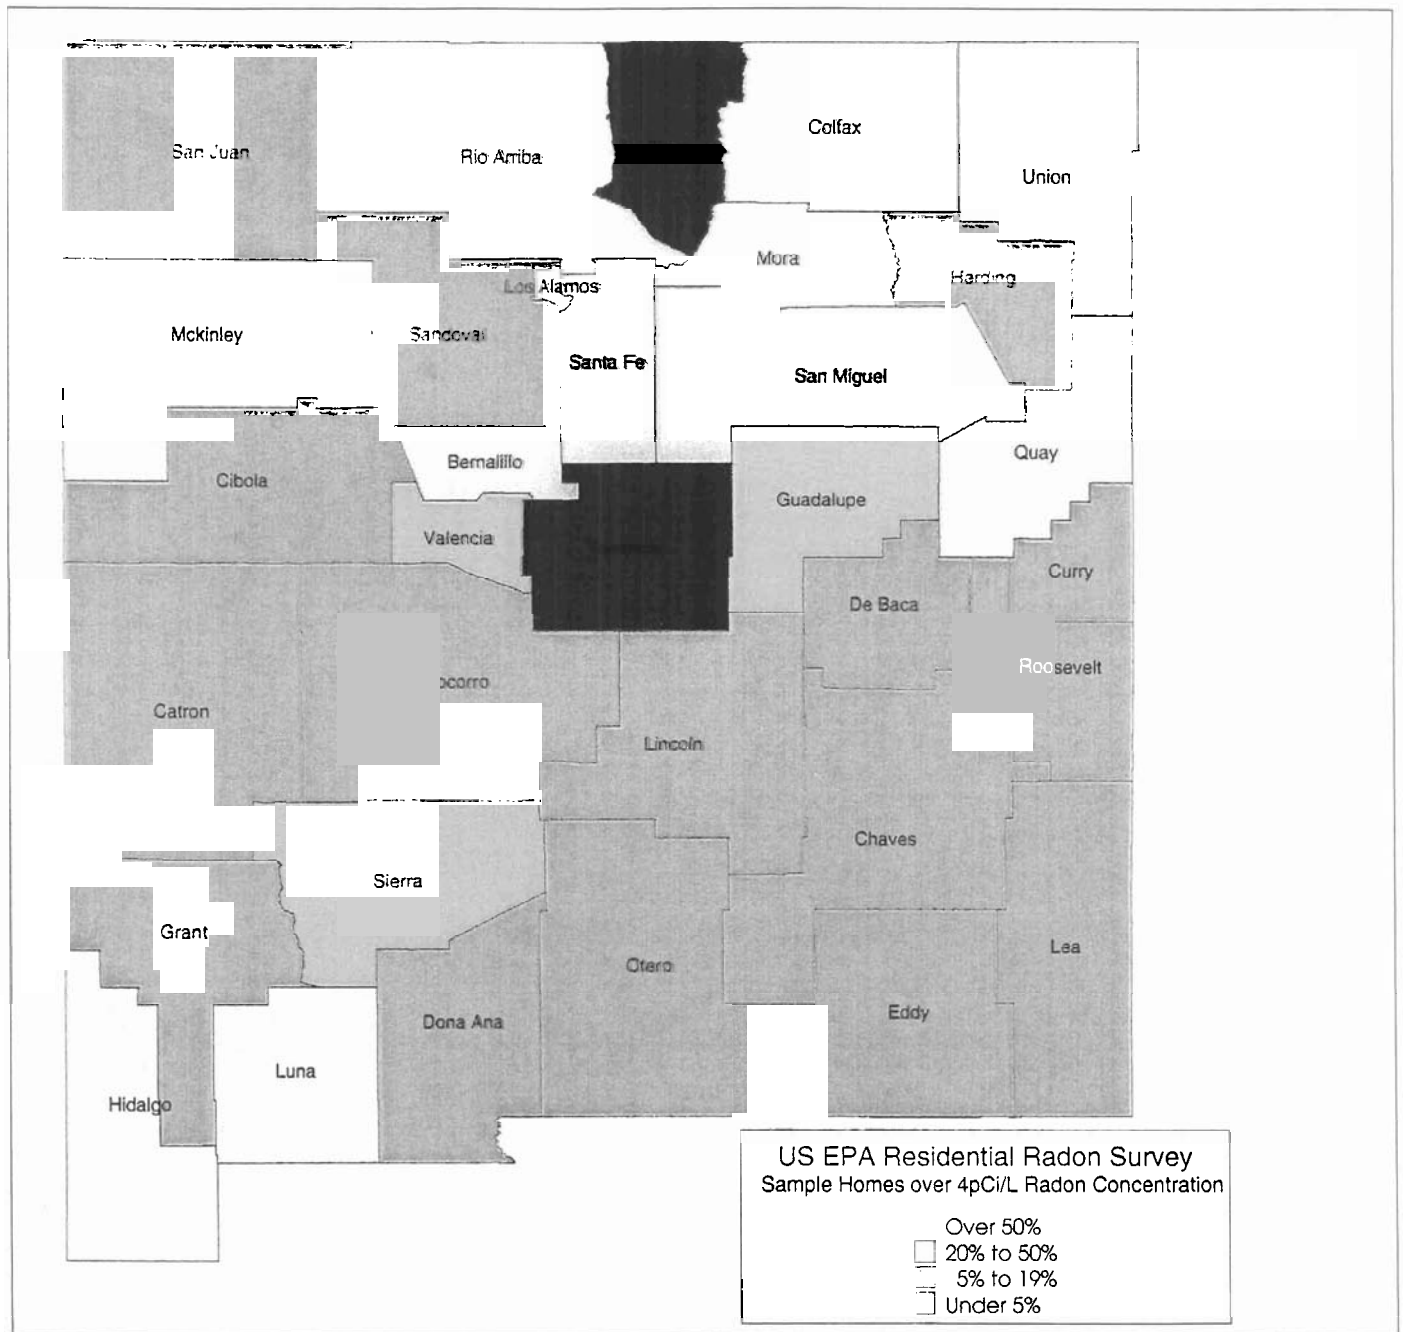 Colfax
San Juan
Rio Arriba
Union
Mora
Harding
Los Alamos
Mckinley
Sandoval
Santa Fe
San Miguel
Bernalillo
Quay
Cibola
Guadalupe
Valencia
Curry
De Baca
Roosevelt
ocorro
Catron
Lincoln
Chaves
Sierra
Grant
Otero
Lea
Eddy
Dona Ana
Luna
Hidalgo
US EPA Residential Radon Survey
Sample Homes over 4pCi/L Radon Concentration
Over 50%
20% to 50%
5% to 19%
Under 5%